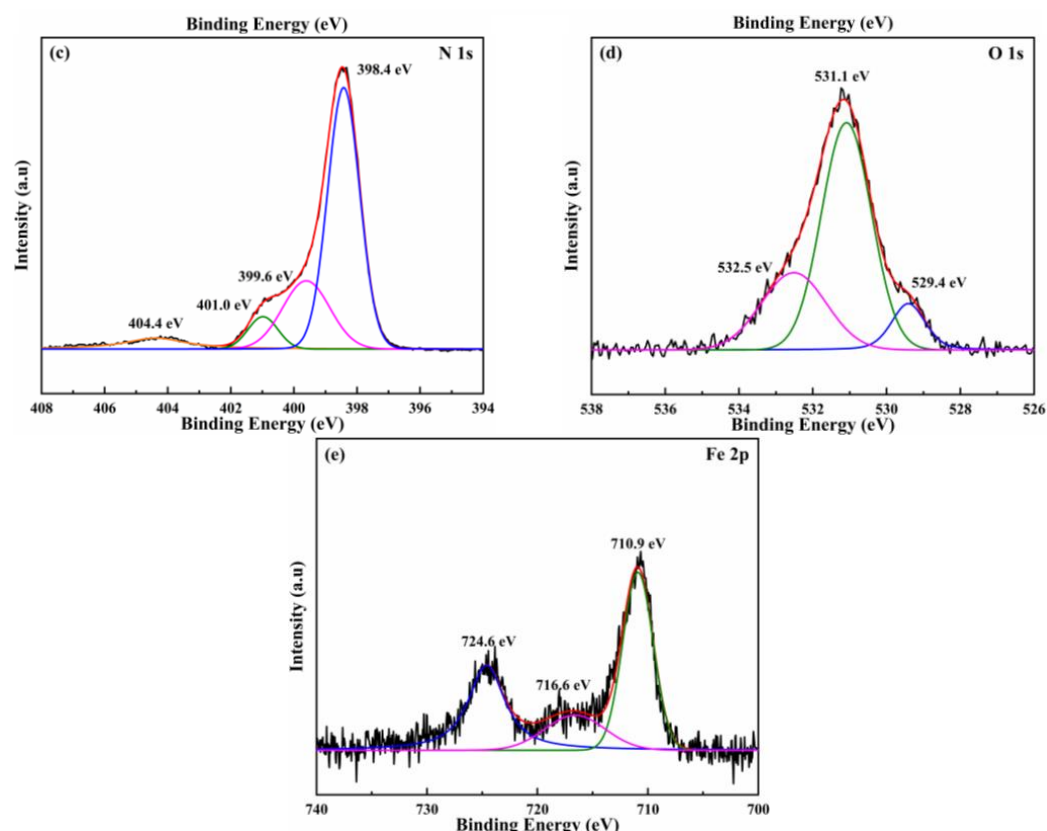 Binding Energy (eV)
Binding Energy (eV)
(c)
N 1s
398.4 eV
399.6 eV
401.0 eV
404.4 eV
Intensity (a.u)
408 406 404 402 400 398 396 394
Binding Energy (eV)
(d)
O 1s
531.1 eV
532.5 eV
529.4 eV
Intensity (a.u)
538 536 534 532 530 528 526
Binding Energy (eV)
(e)
Fe 2p
710.9 eV
724.6 eV
716.6 eV
Intensity (a.u)
740 730 720 710 700
Binding Energy (eV)